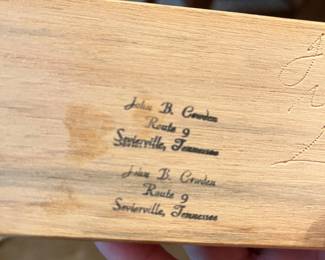 John B. Cowden
Route 9
Sevierville, Tennessee
John B. Cowden
Route 9
Sevierville, Tennessee